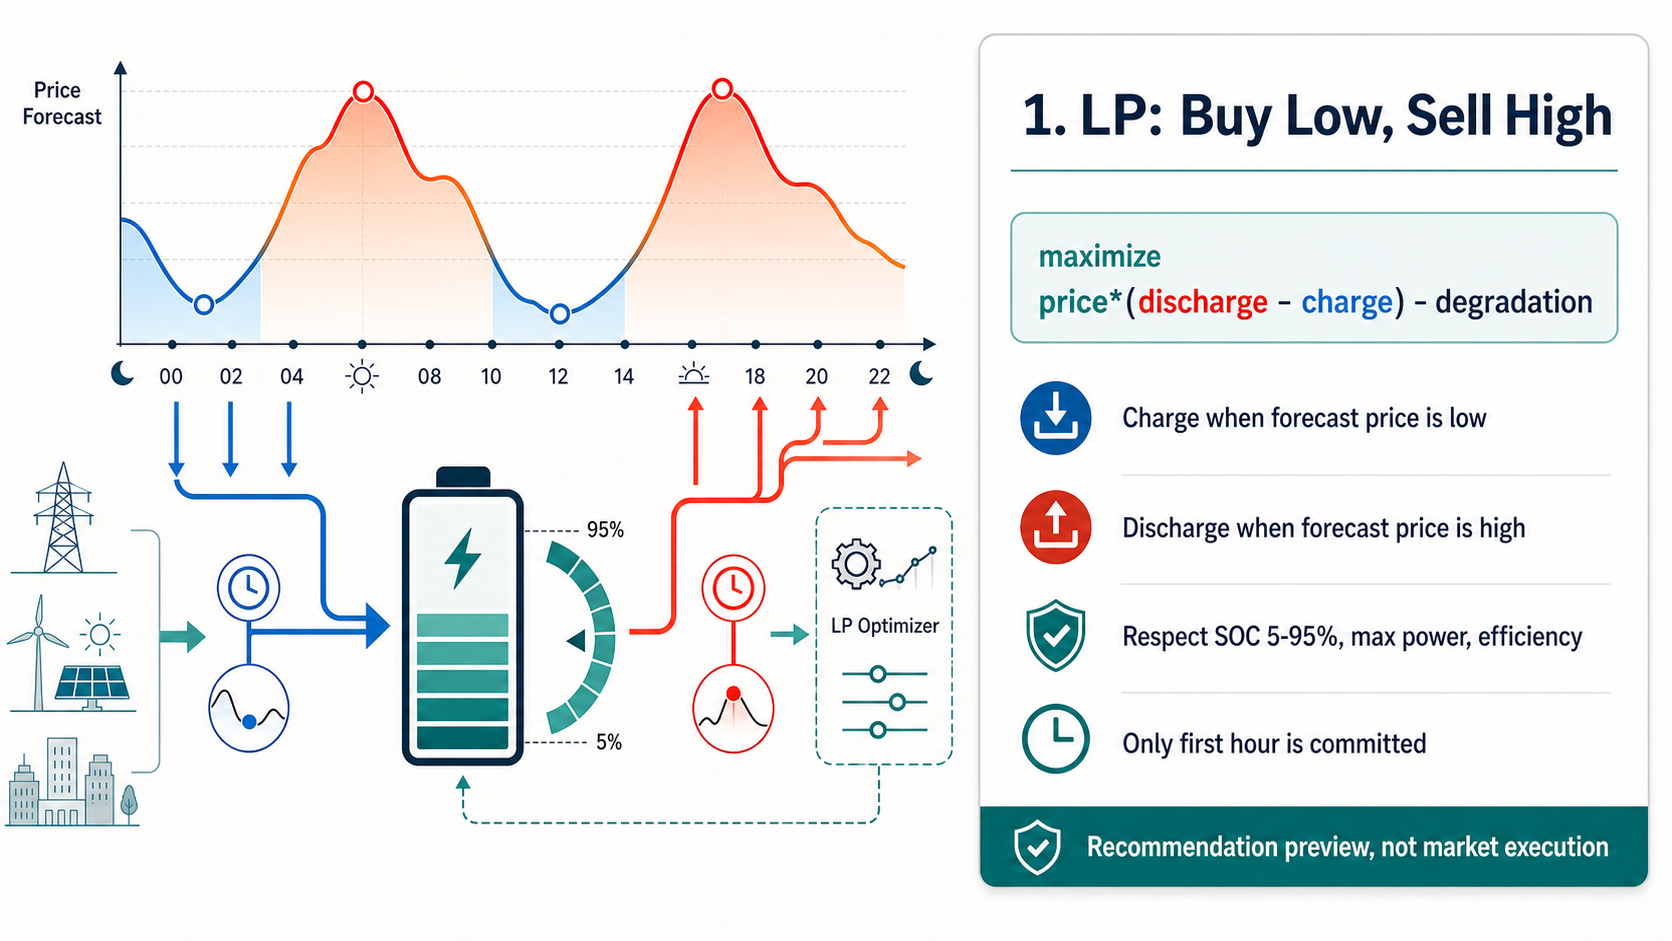 Price
Forecast
00
02
04
08
10
12
14
18
20
22
95%
5%
LP Optimizer
1. LP: Buy Low, Sell High
maximize
price*(discharge - charge) - degradation
Charge when forecast price is low
Discharge when forecast price is high
Respect SOC 5-95%, max power, efficiency
Only first hour is committed
Recommendation preview, not market execution